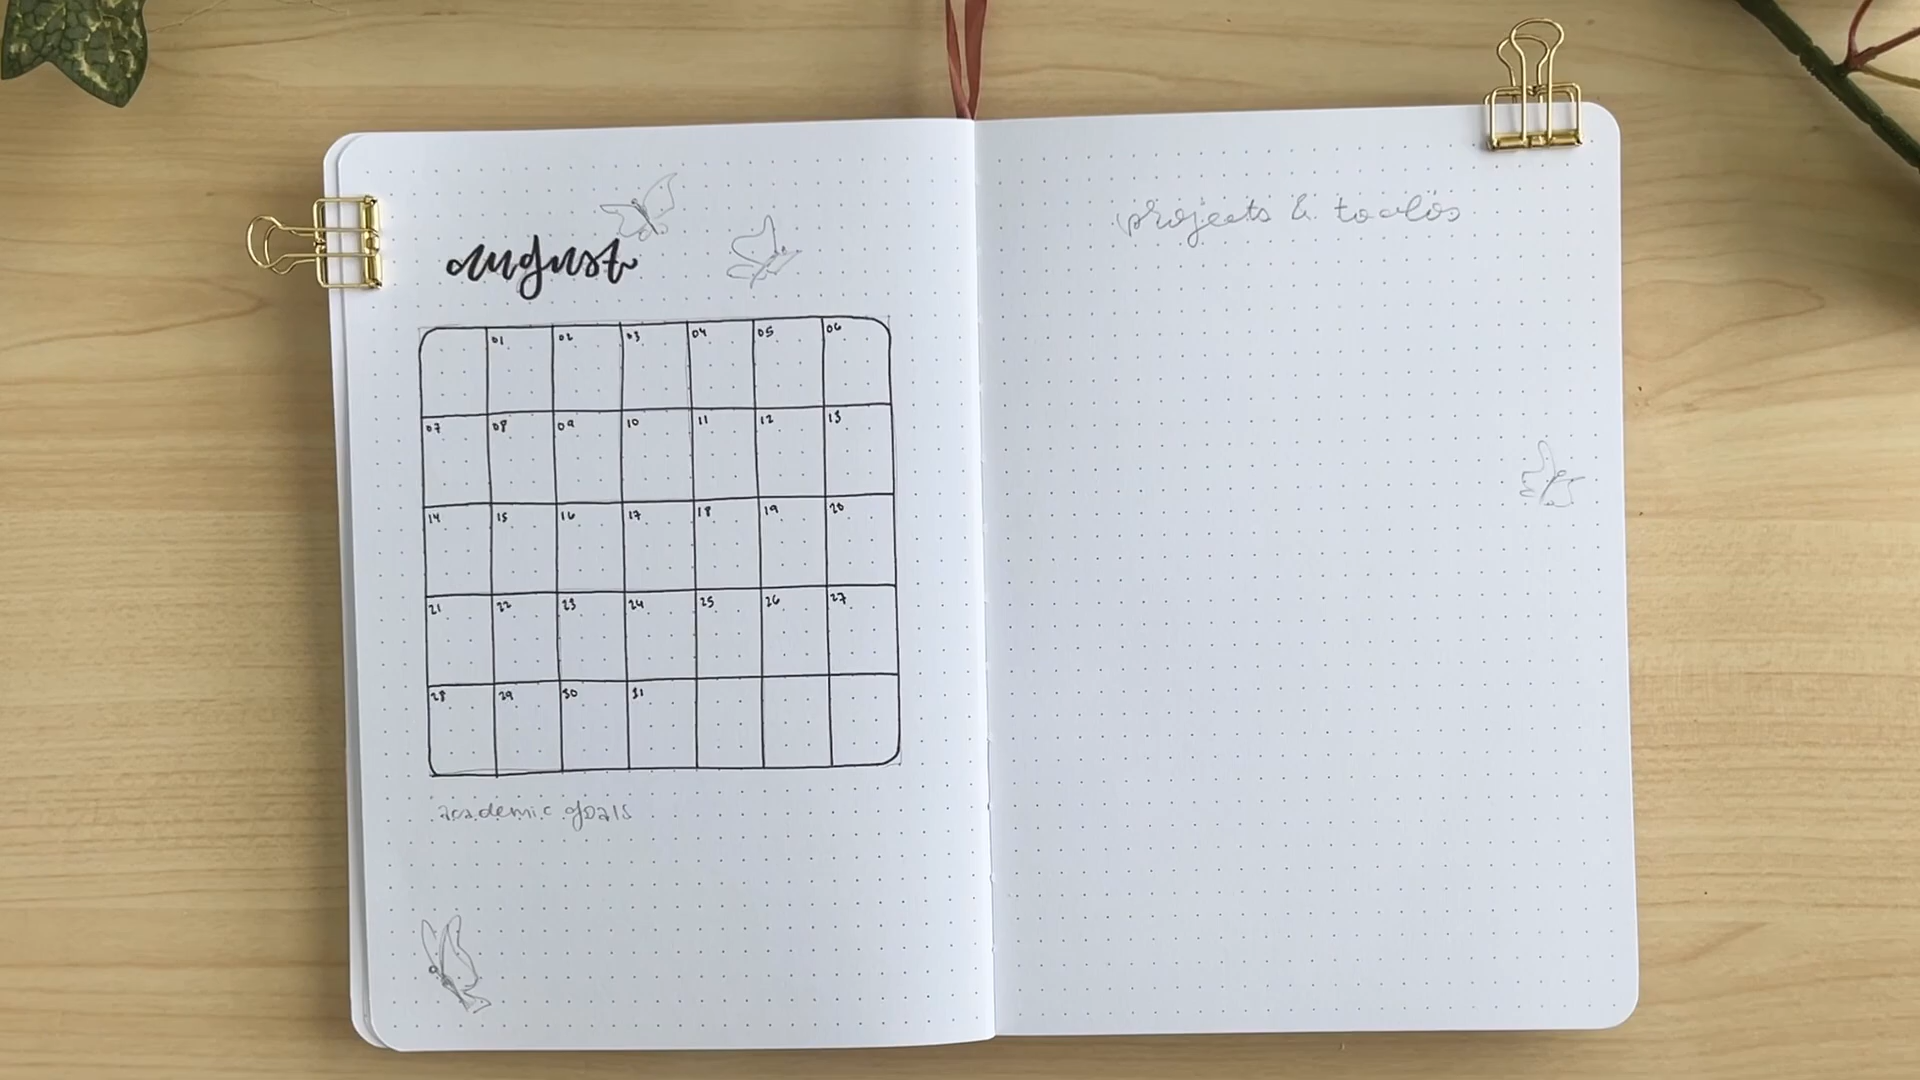 august
01 02 03 04 05 06
07 08 09 10 11 12 13
14 15 16 17 18 19 20
21 22 23 24 25 26 27
28 29 30 31
academic goals
projects & to-dos